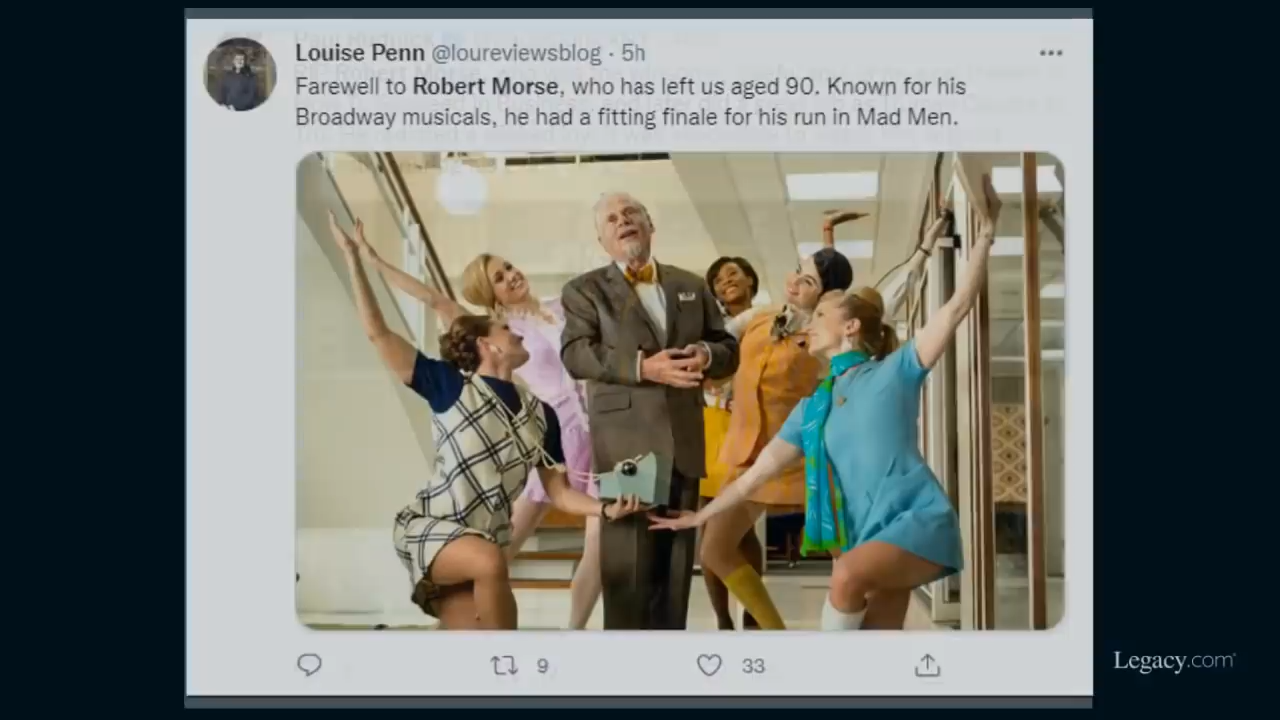 Louise Penn @loureviewsblog · 5h
Farewell to Robert Morse, who has left us aged 90. Known for his
Broadway musicals, he had a fitting finale for his run in Mad Men.
9
33
Legacy.com